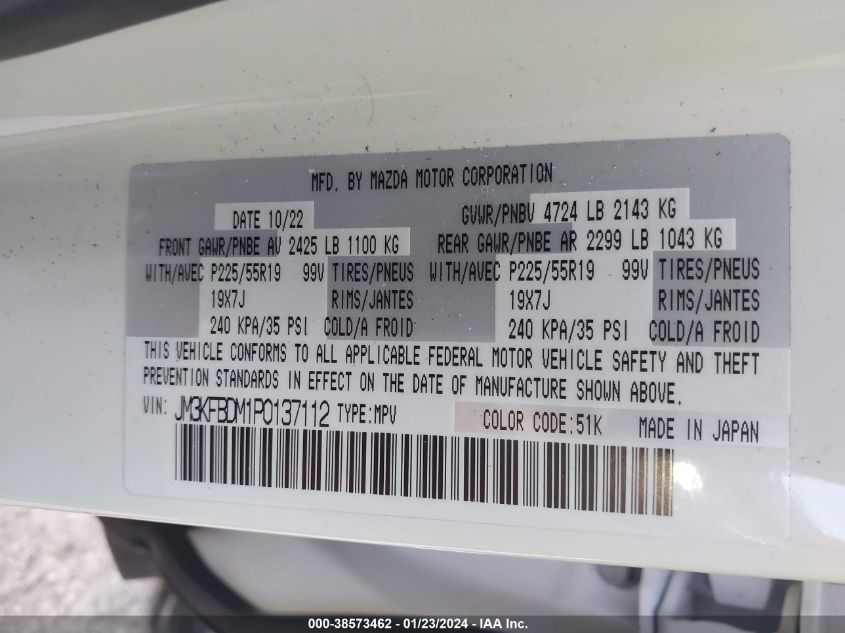 MFD. BY MAZDA MOTOR CORPORATION
DATE 10/22 GVWR/PNBV 4724 LB 2143 KG
FRONT GAWR/PNBE AV 2425 LB 1100 KG REAR GAWR/PNBE AR 2299 LB 1043 KG
WITH/AVEC P225/55R19 99V TIRES/PNEUS WITH/AVEC P225/55R19 99V TIRES/PNEUS
19X7J RIMS/JANTES 19X7J RIMS/JANTES
240 KPA/35 PSI COLD/A FROID 240 KPA/35 PSI COLD/A FROID
THIS VEHICLE CONFORMS TO ALL APPLICABLE FEDERAL MOTOR VEHICLE SAFETY AND THEFT
PREVENTION STANDARDS IN EFFECT ON THE DATE OF MANUFACTURE SHOWN ABOVE.
VIN: JM3KFBDM1P0137112 TYPE:MPV COLOR CODE:51K MADE IN JAPAN
000-38573462 - 01/23/2024 - IAA Inc.